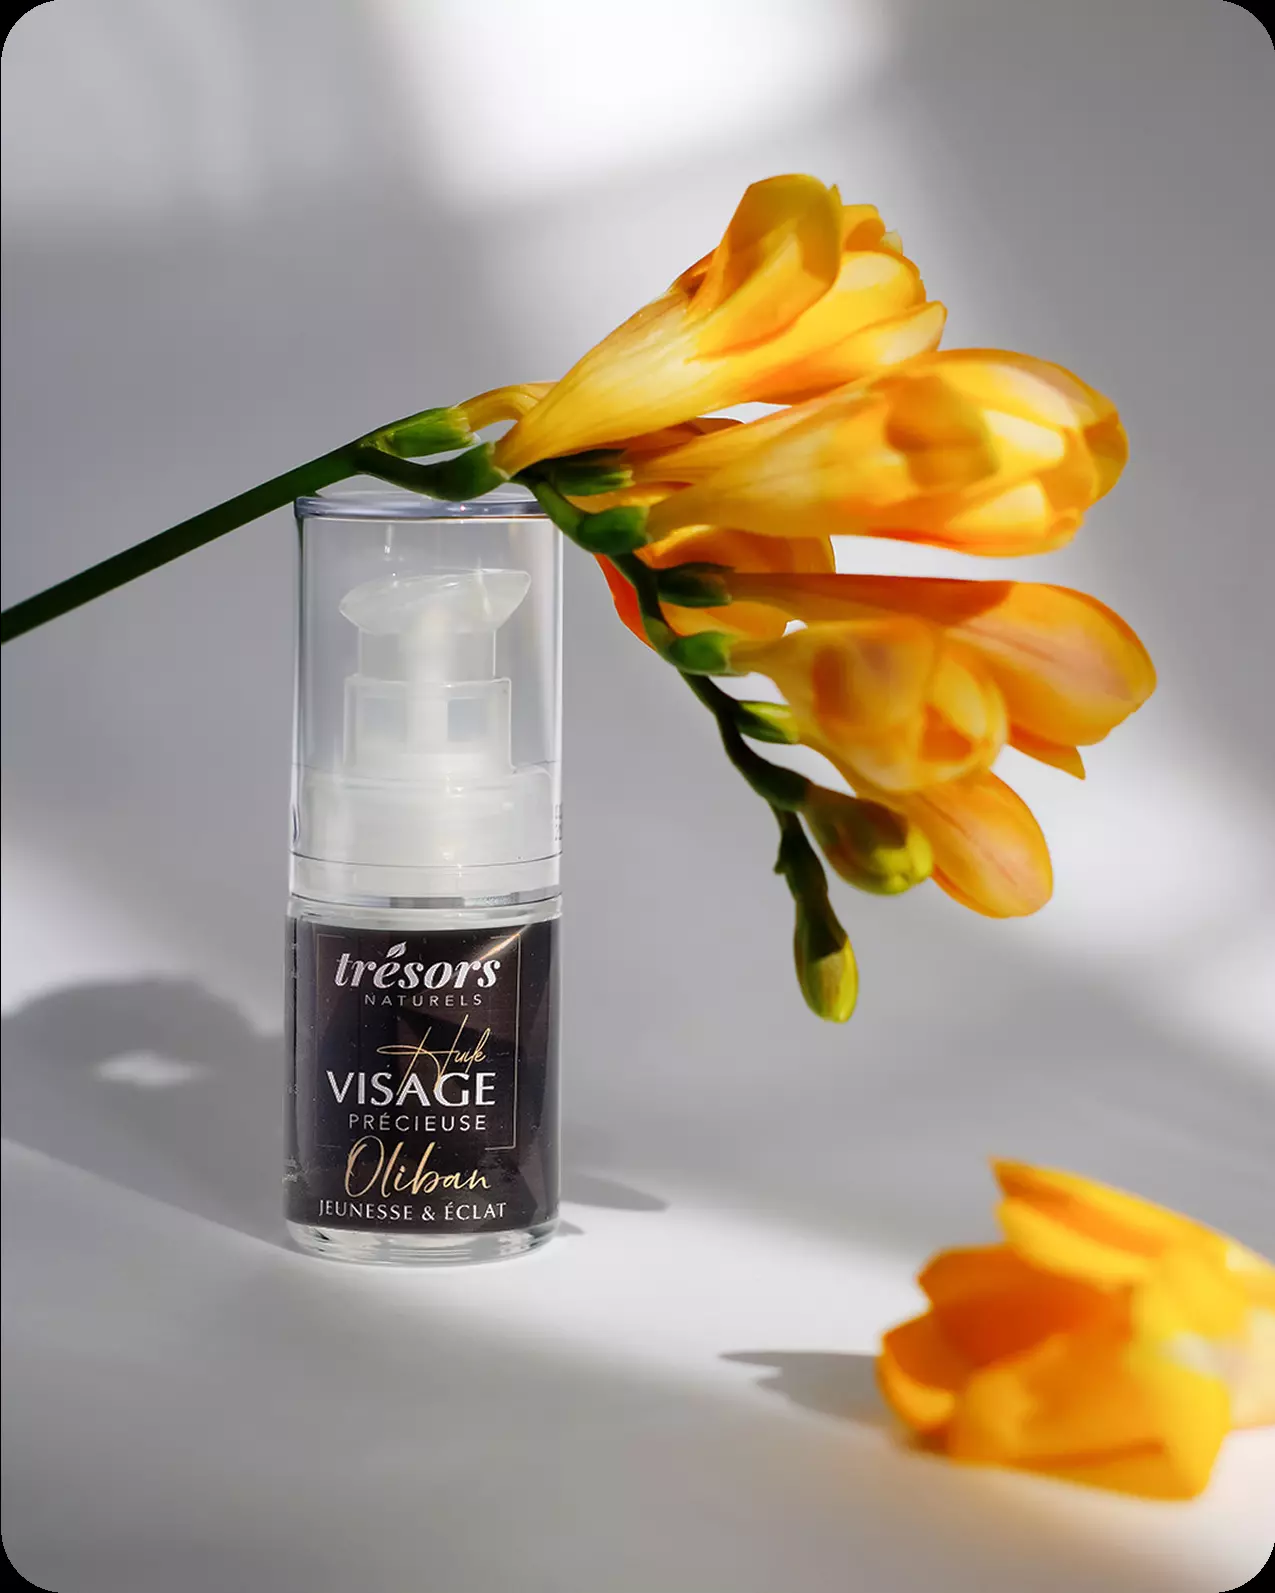 trésors
NATURELS
Huile
VISAGE
PRÉCIEUSE
Oliban
JEUNESSE & ÉCLAT